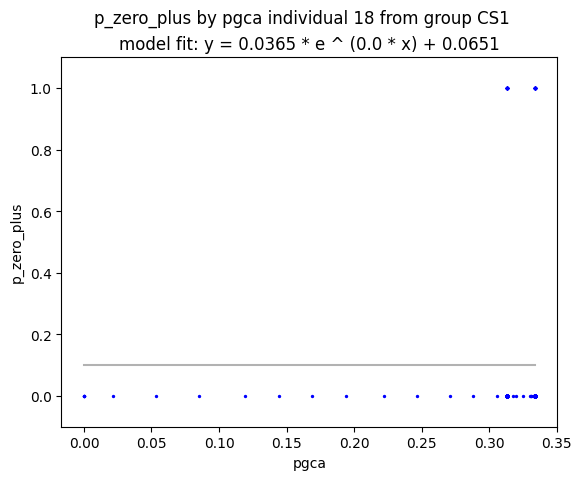 p_zero_plus by pgca individual 18 from group CS1
model fit: y = 0.0365 * e ^ (0.0 * x) + 0.0651
1.0
0.8
0.6
0.4
0.2
0.0
p_zero_plus
0.00 0.05 0.10 0.15 0.20 0.25 0.30 0.35
pgca